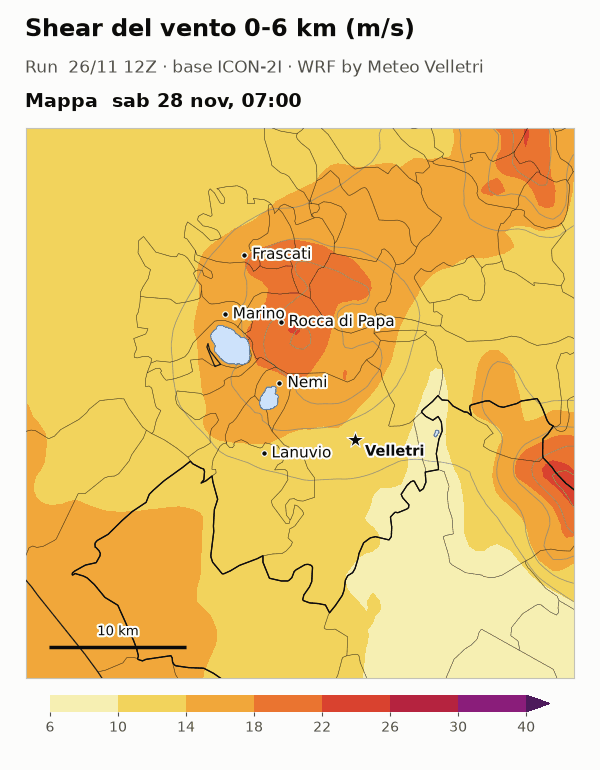 Shear del vento 0-6 km (m/s)
Run  26/11 12Z · base ICON-2I · WRF by Meteo Velletri
Mappa  sab 28 nov, 07:00
Frascati
Marino
Rocca di Papa
Nemi
Velletri
Lanuvio
10 km
6 10 14 18 22 26 30 40